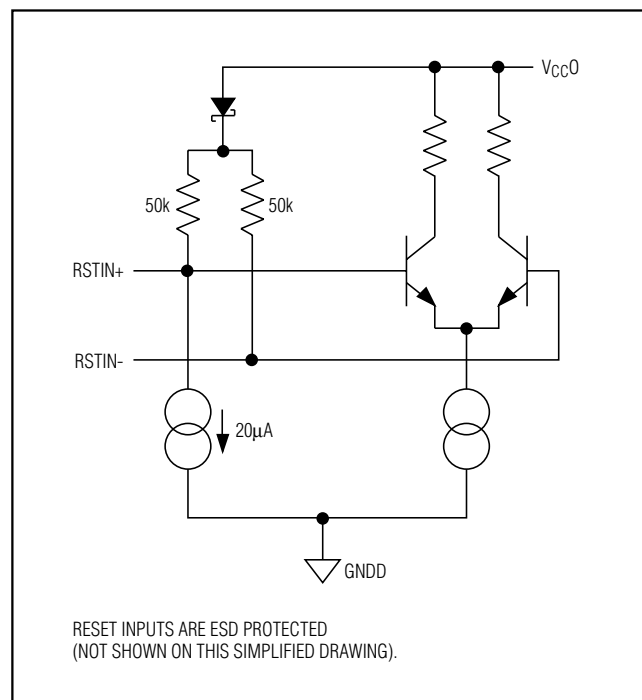 VCCO
50k
50k
RSTIN+
RSTIN-
20µA
GNDD
RESET INPUTS ARE ESD PROTECTED
(NOT SHOWN ON THIS SIMPLIFIED DRAWING).